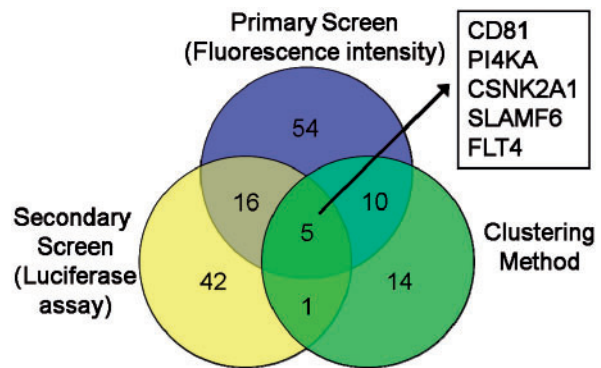 Primary Screen
(Fluorescence intensity)
CD81
PI4KA
CSNK2A1
SLAMF6
FLT4
54
16
10
5
Secondary
Screen
(Luciferase
assay)
42
1
14
Clustering
Method